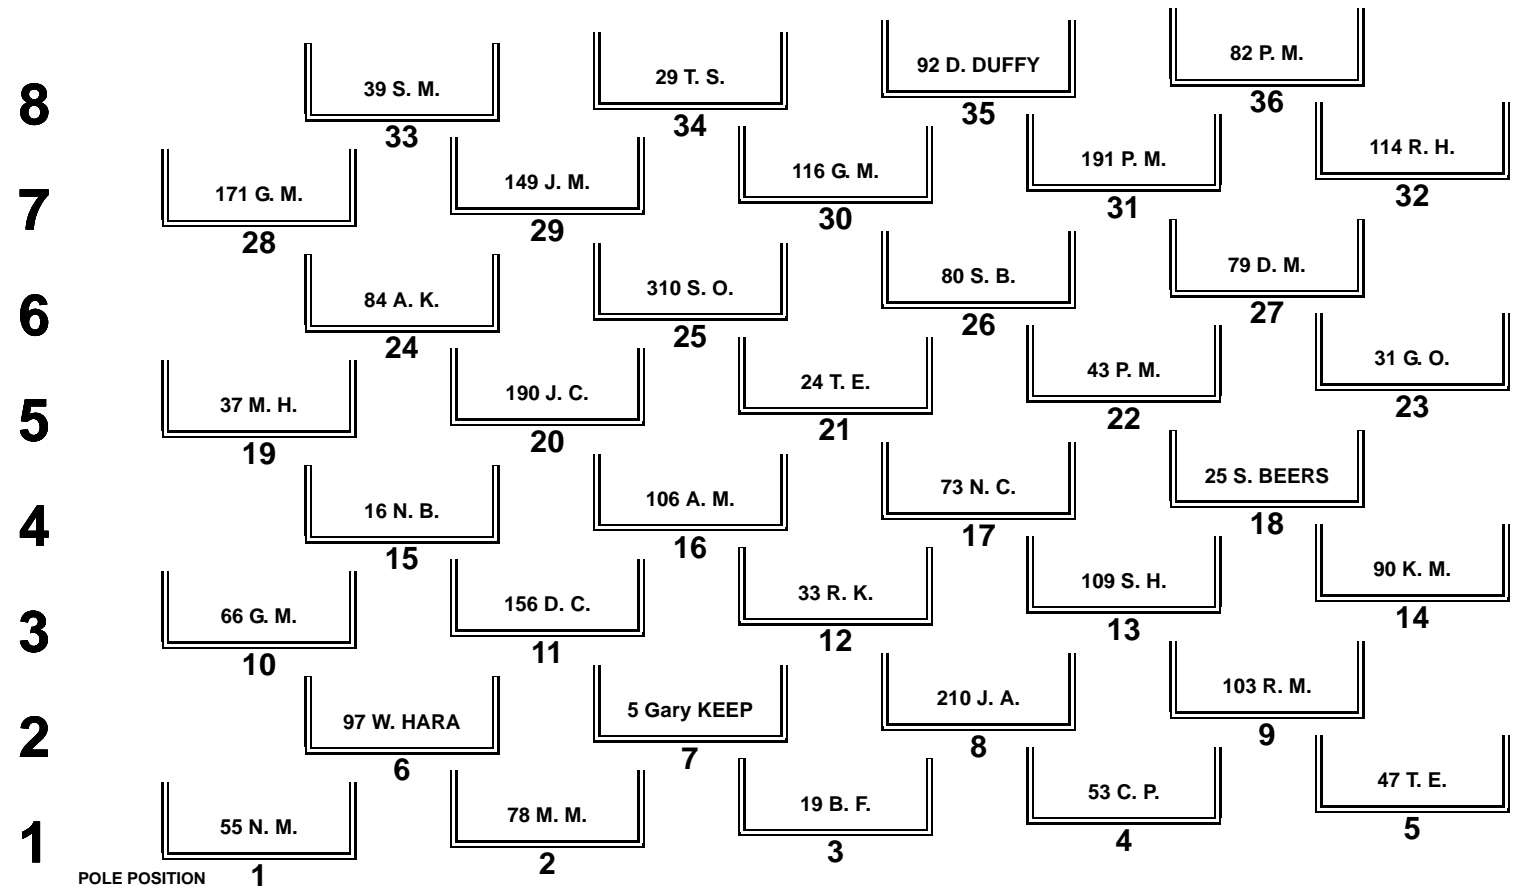 8
39 S. M.
33
29 T. S.
34
92 D. DUFFY
35
82 P. M.
36
7
171 G. M.
28
149 J. M.
29
116 G. M.
30
191 P. M.
31
114 R. H.
32
6
84 A. K.
24
310 S. O.
25
80 S. B.
26
79 D. M.
27
5
37 M. H.
19
190 J. C.
20
24 T. E.
21
43 P. M.
22
31 G. O.
23
4
16 N. B.
15
106 A. M.
16
73 N. C.
17
25 S. BEERS
18
3
66 G. M.
10
156 D. C.
11
33 R. K.
12
109 S. H.
13
90 K. M.
14
2
97 W. HARA
6
5 Gary KEEP
7
210 J. A.
8
103 R. M.
9
1
55 N. M.
1
78 M. M.
2
19 B. F.
3
53 C. P.
4
47 T. E.
5
POLE POSITION